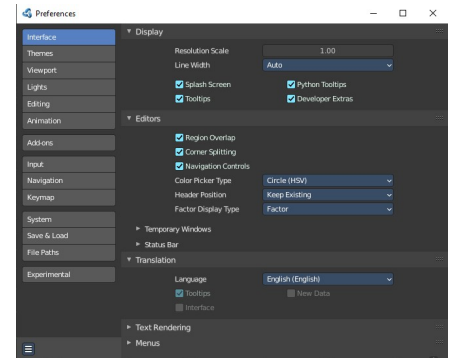 Preferences
Interface
Themes
Viewport
Lights
Editing
Animation
Add-ons
Input
Navigation
Keymap
System
Save & Load
File Paths
Experimental
Display
Resolution Scale 1.00
Line Width Auto
Splash Screen Python Tooltips
Tooltips Developer Extras
Editors
Region Overlap
Corner Splitting
Navigation Controls
Color Picker Type Circle (HSV)
Header Position Keep Existing
Factor Display Type Factor
Temporary Windows
Status Bar
Translation
Language English (English)
Tooltips New Data
Interface
Text Rendering
Menus